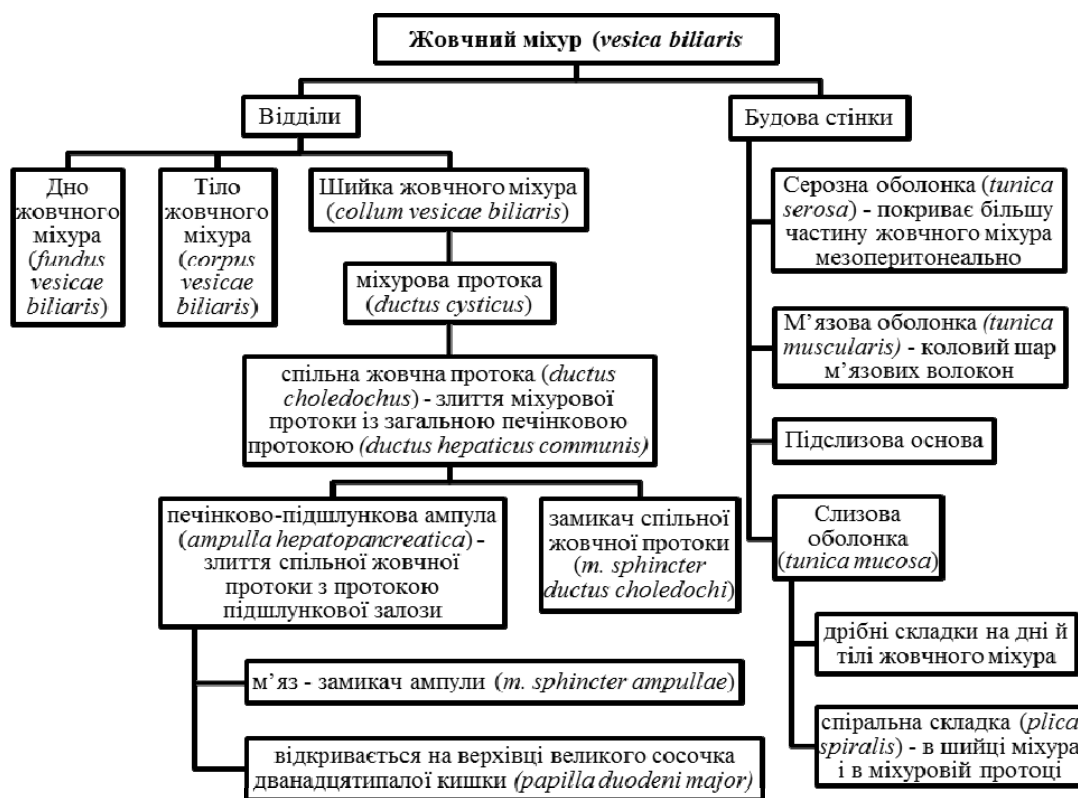 Жовчний міхур (vesica biliaris
Відділи
Дно
жовчного
міхура
(fundus
vesicae
biliaris)
Тіло
жовчного
міхура
(corpus
vesicae
biliaris)
Шийка жовчного міхура
(collum vesicae biliaris)
міхурова протока
(ductus cysticus)
спільна жовчна протока (ductus
choledochus) - злиття міхурової
протоки із загальною печінковою
протокою (ductus hepaticus communis)
печінково-підшлункова ампула
(ampulla hepatopancreatica) -
злиття спільної жовчної
протоки з протокою
підшлункової залози
замикач спільної
жовчної протоки
(m. sphincter
ductus choledochi)
м’яз - замикач ампули (m. sphincter ampullae)
відкривається на верхівці великого сосочка
дванадцятипалої кишки (papilla duodeni major)
Будова стінки
Серозна оболонка (tunica
serosa) - покриває більшу
частину жовчного міхура
мезоперитонеально
М’язова оболонка (tunica
muscularis) - коловий шар
м’язових волокон
Підслизова основа
Слизова
оболонка
(tunica mucosa)
дрібні складки на дні й
тілі жовчного міхура
спіральна складка (plica
spiralis) - в шийці міхура
і в міхуровій протоці